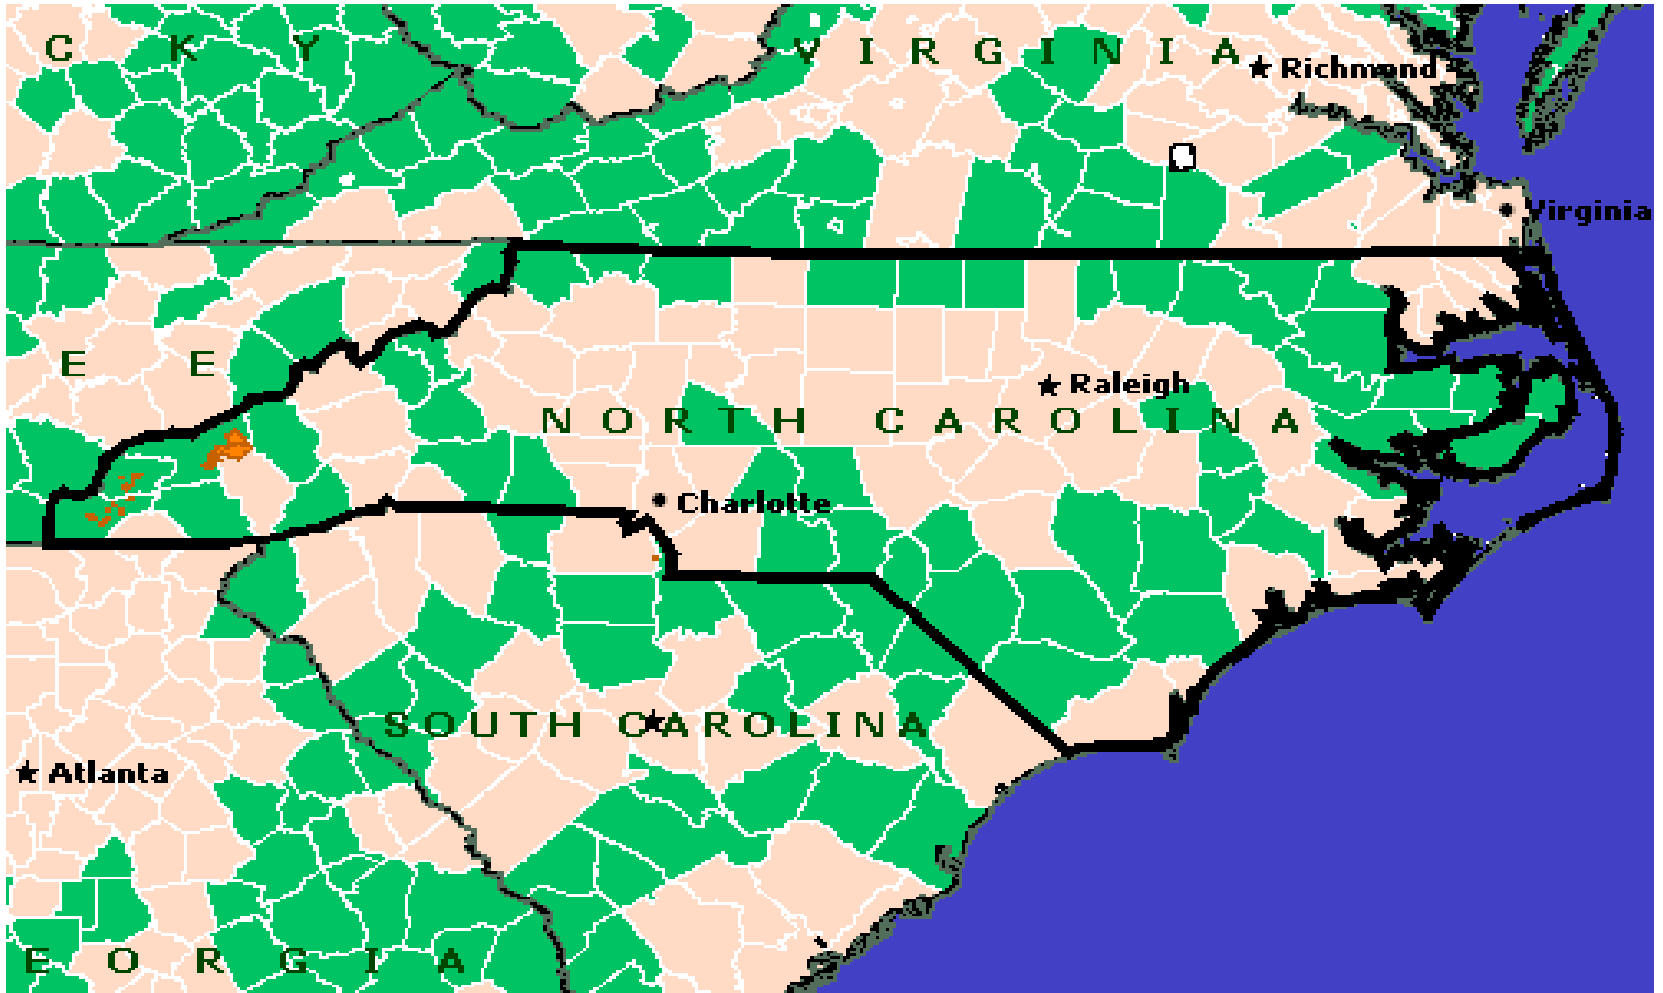 C K Y
V I R G I N I A
Richmond
Virginia
E E
Raleigh
N O R T H C A R O L I N A
Charlotte
S O U T H C A R O L I N A
Atlanta
E O R G I A